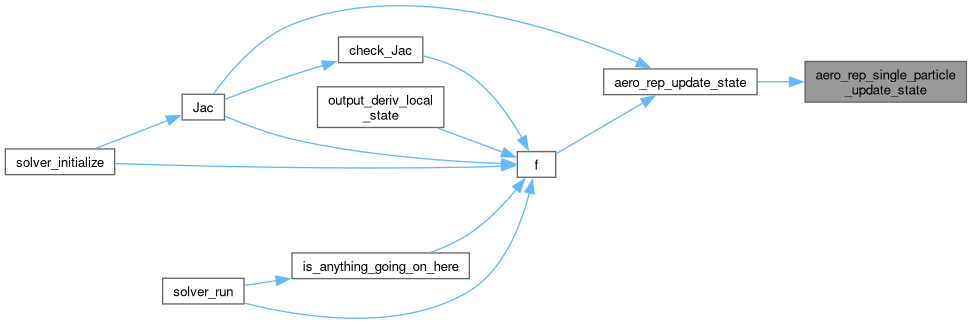 check_Jac
aero_rep_update_state
aero_rep_single_particle
_update_state
Jac
output_deriv_local
_state
solver_initialize
f
is_anything_going_on_here
solver_run